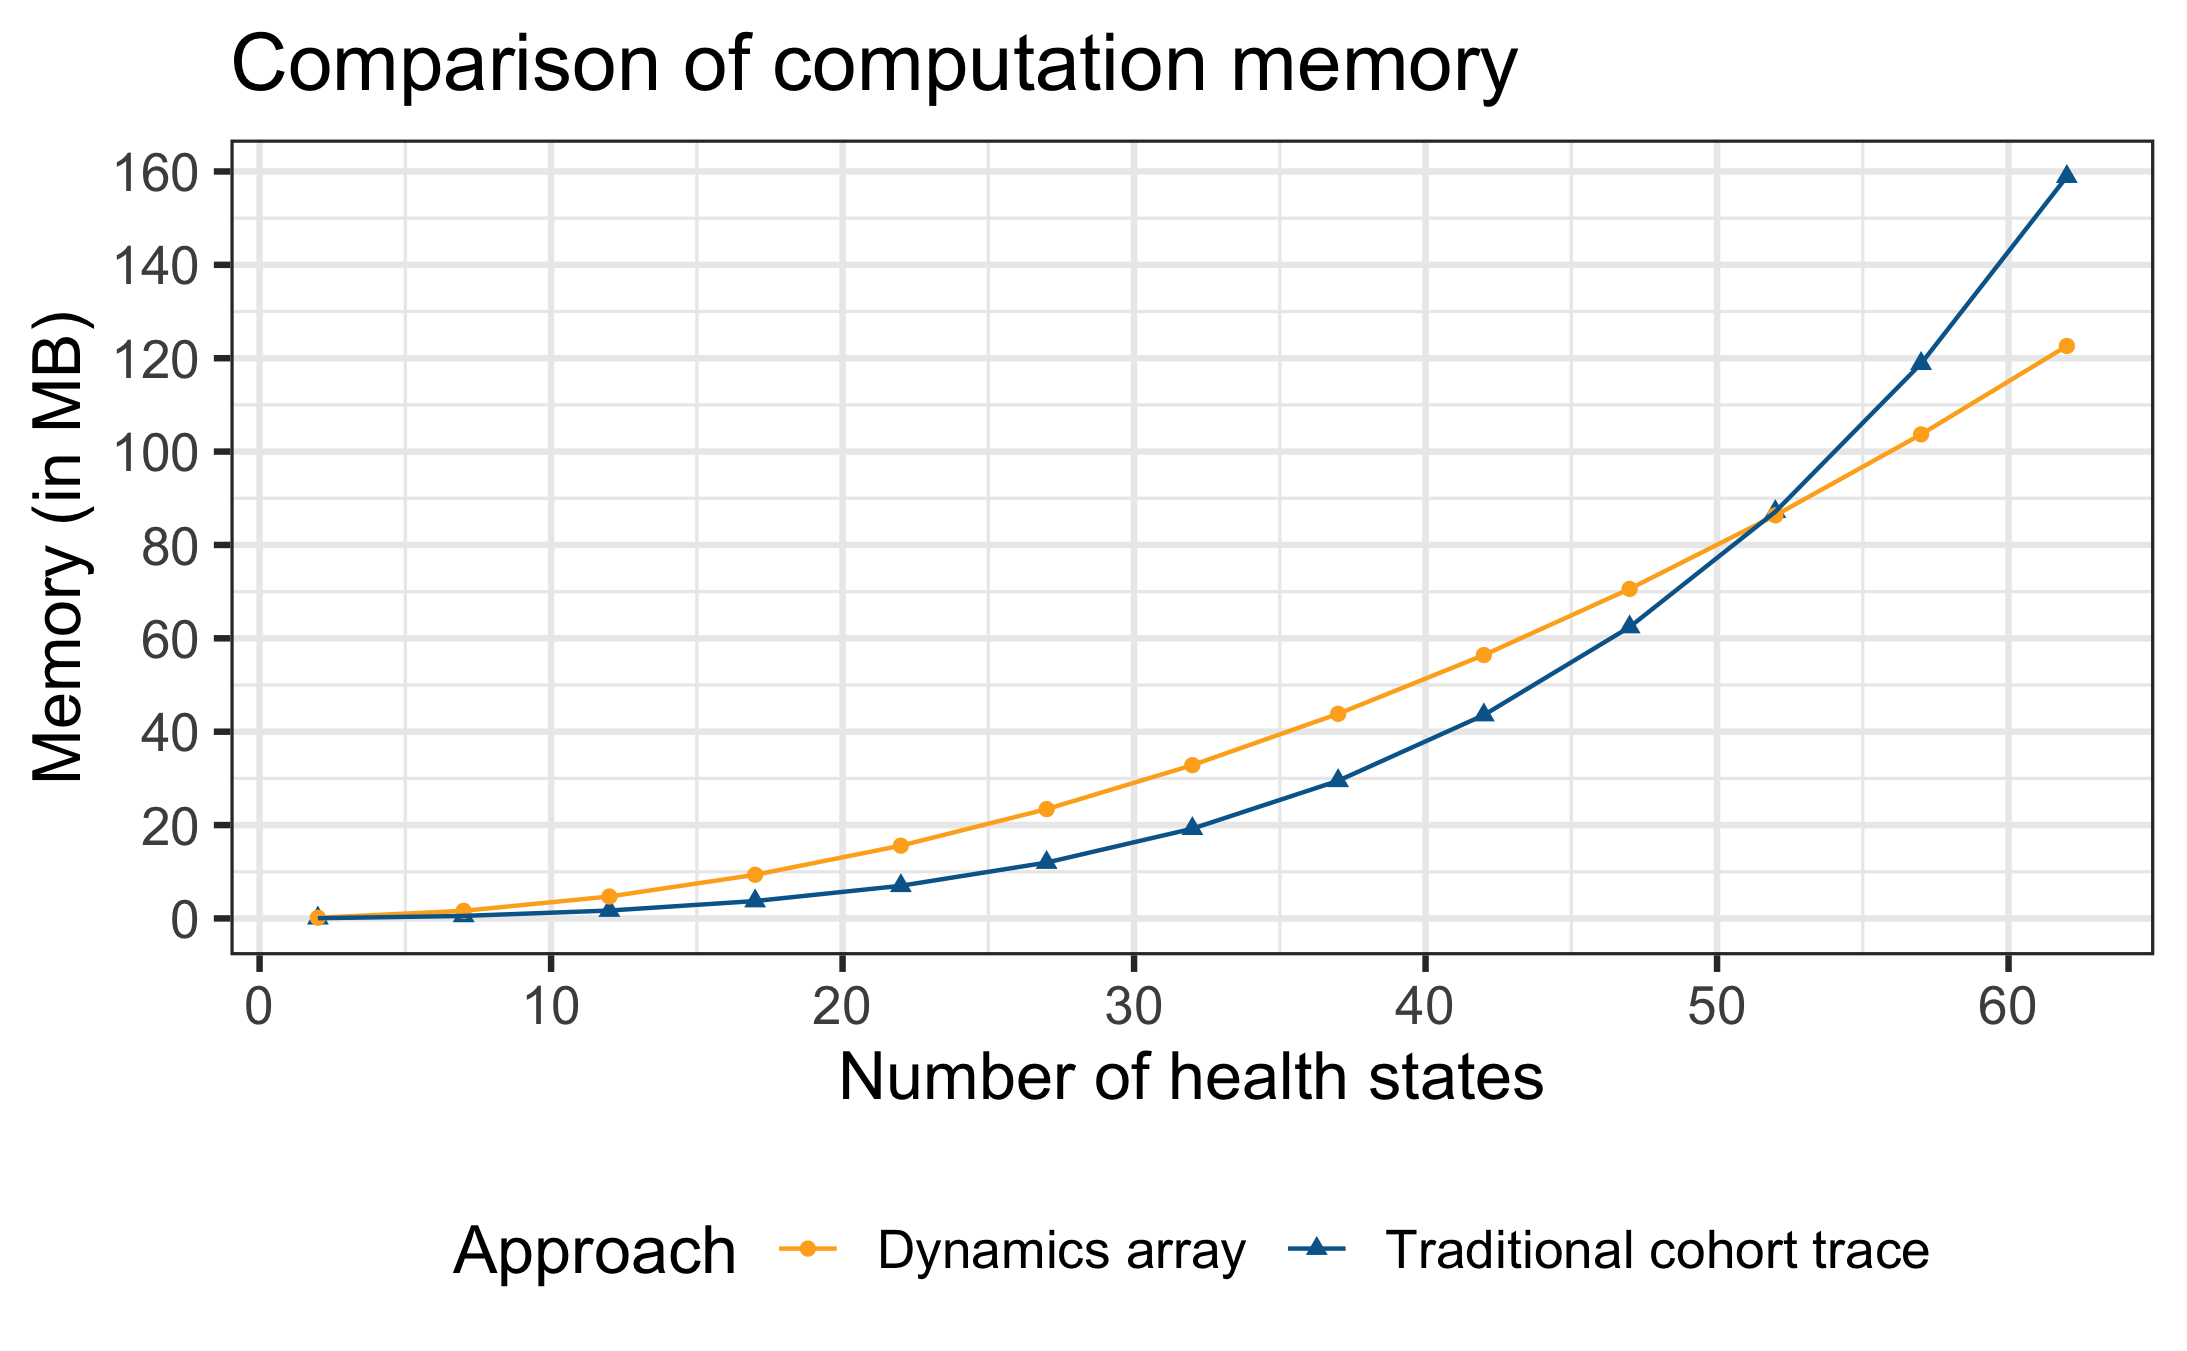 Comparison of computation memory
160
140
120
100
80
60
40
20
0
Memory (in MB)
0 10 20 30 40 50 60
Number of health states
Approach Dynamics array Traditional cohort trace